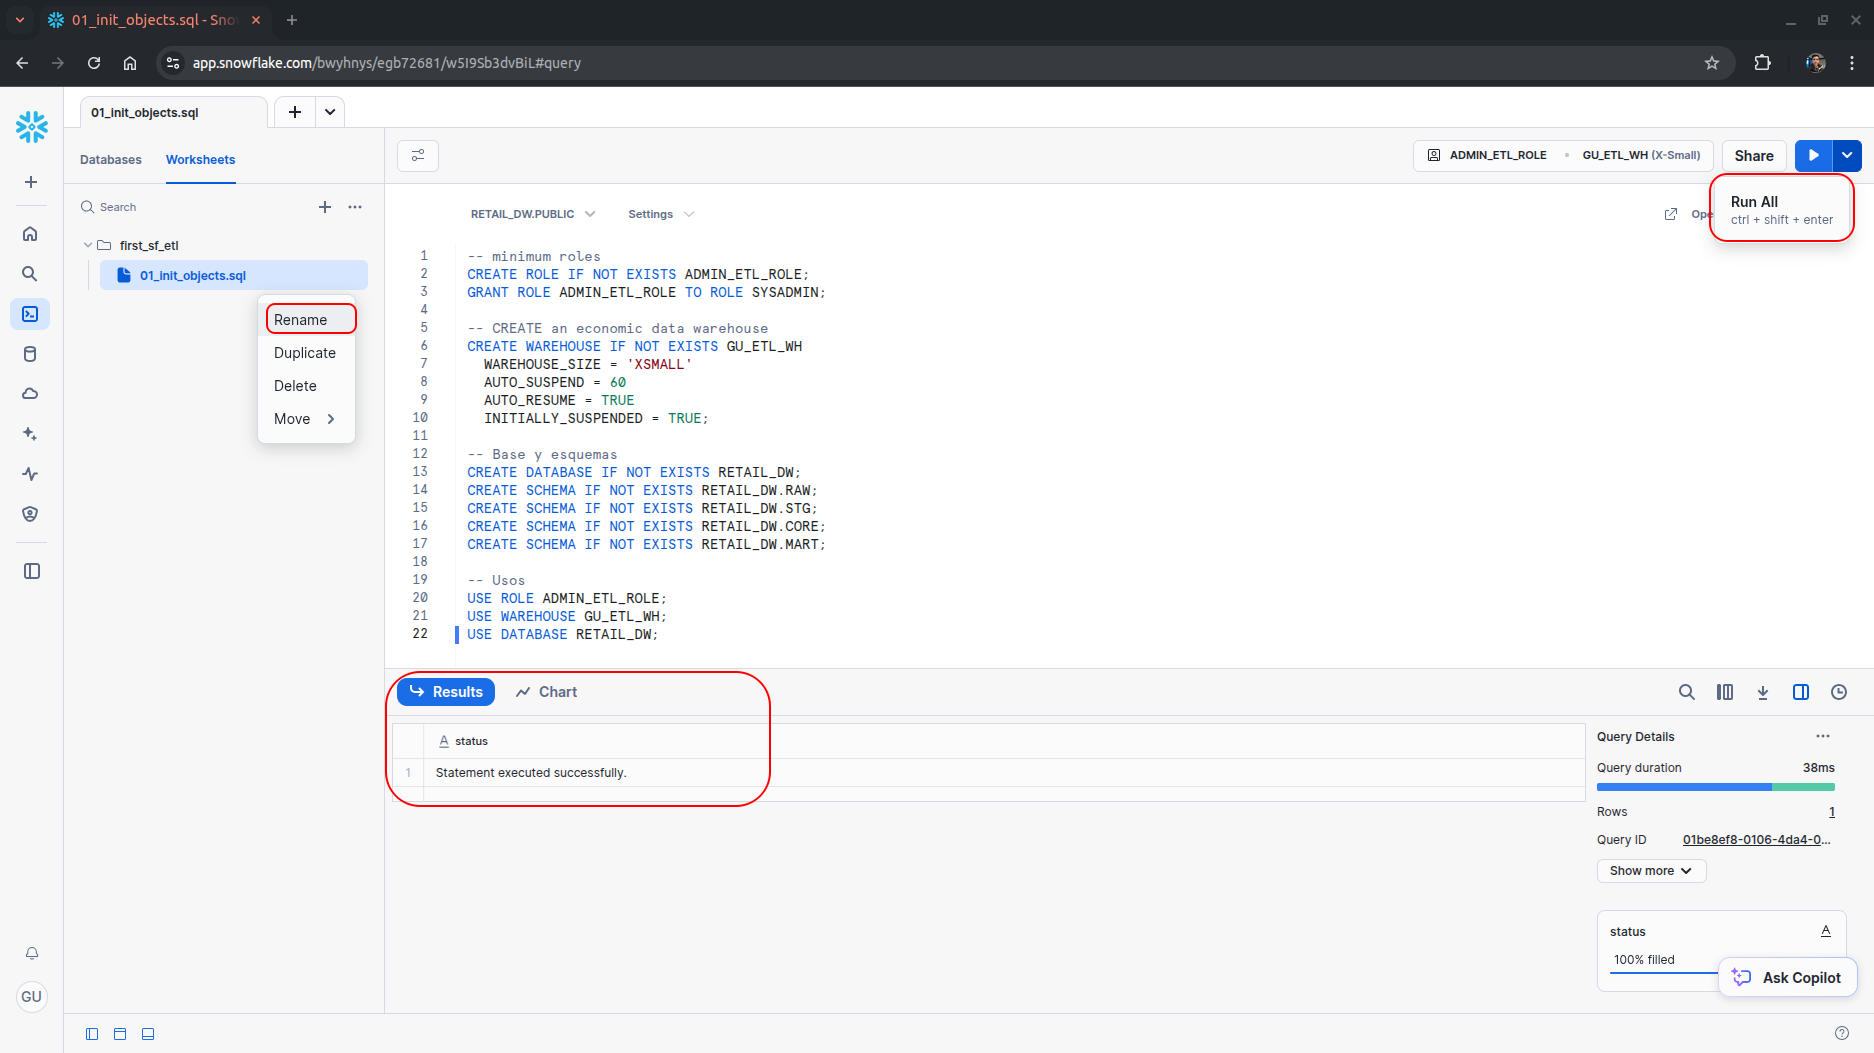 01_init_objects.sql - Snow
app.snowflake.com/bwyhnys/egb72681/w5I9Sb3dvBiL#query
01_init_objects.sql
Databases
Worksheets
ADMIN_ETL_ROLE
GU_ETL_WH (X-Small)
Share
Search
Run All
ctrl + shift + enter
RETAIL_DW.PUBLIC
Settings
Ope
first_sf_etl
01_init_objects.sql
Rename
Duplicate
Delete
Move
1 -- minimum roles
2 CREATE ROLE IF NOT EXISTS ADMIN_ETL_ROLE;
3 GRANT ROLE ADMIN_ETL_ROLE TO ROLE SYSADMIN;
4
5 -- CREATE an economic data warehouse
6 CREATE WAREHOUSE IF NOT EXISTS GU_ETL_WH
7 WAREHOUSE_SIZE = 'XSMALL'
8 AUTO_SUSPEND = 60
9 AUTO_RESUME = TRUE
10 INITIALLY_SUSPENDED = TRUE;
11
12 -- Base y esquemas
13 CREATE DATABASE IF NOT EXISTS RETAIL_DW;
14 CREATE SCHEMA IF NOT EXISTS RETAIL_DW.RAW;
15 CREATE SCHEMA IF NOT EXISTS RETAIL_DW.STG;
16 CREATE SCHEMA IF NOT EXISTS RETAIL_DW.CORE;
17 CREATE SCHEMA IF NOT EXISTS RETAIL_DW.MART;
18
19 -- Usos
20 USE ROLE ADMIN_ETL_ROLE;
21 USE WAREHOUSE GU_ETL_WH;
22 USE DATABASE RETAIL_DW;
Results
Chart
A status
1 Statement executed successfully.
Query Details
Query duration 38ms
Rows 1
Query ID 01be8ef8-0106-4da4-0...
Show more
status A
100% filled
Ask Copilot
GU